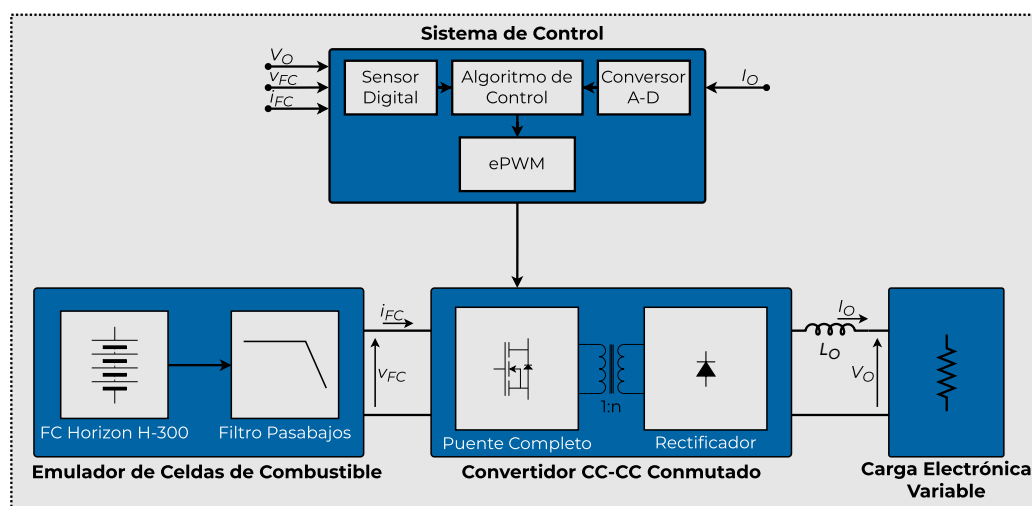 Sistema de Control
V_O
v_FC
i_FC
Sensor
Digital
Algoritmo de
Control
Conversor
A-D
I_O
ePWM
i_FC
v_FC
FC Horizon H-300
Filtro Pasabajos
Emulador de Celdas de Combustible
1:n
Puente Completo
Rectificador
Convertidor CC-CC Conmutado
I_O
L_O
V_O
Carga Electrónica
Variable